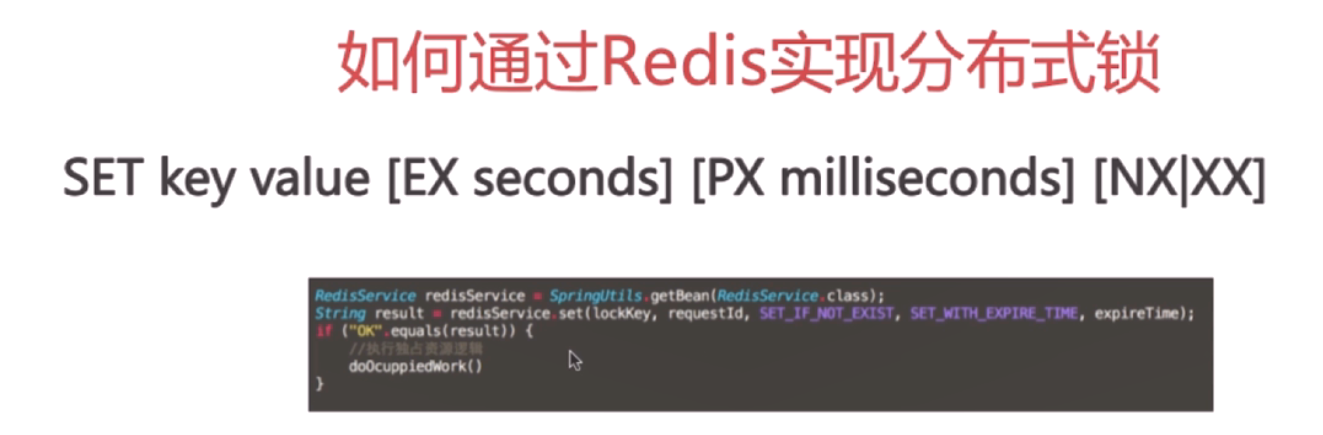 如何通过Redis实现分布式锁
SET key value [EX seconds] [PX milliseconds] [NX|XX]
RedisService redisService = SpringUtils.getBean(RedisService.class);
String result = redisService.set(lockKey, requestId, SET_IF_NOT_EXIST, SET_WITH_EXPIRE_TIME, expireTime);
if ("OK".equals(result)) {
//执行独占资源逻辑
doOcuppiedWork()
}